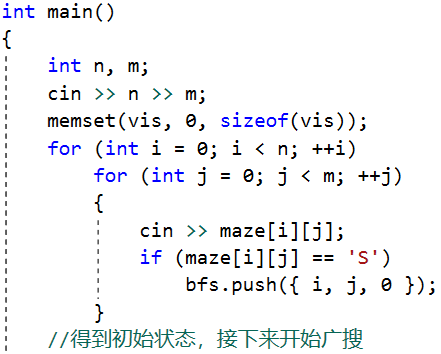 int main()
{
int n, m;
cin >> n >> m;
memset(vis, 0, sizeof(vis));
for (int i = 0; i < n; ++i)
for (int j = 0; j < m; ++j)
{
cin >> maze[i][j];
if (maze[i][j] == 'S')
bfs.push({ i, j, 0 });
}
//得到初始状态，接下来开始广搜